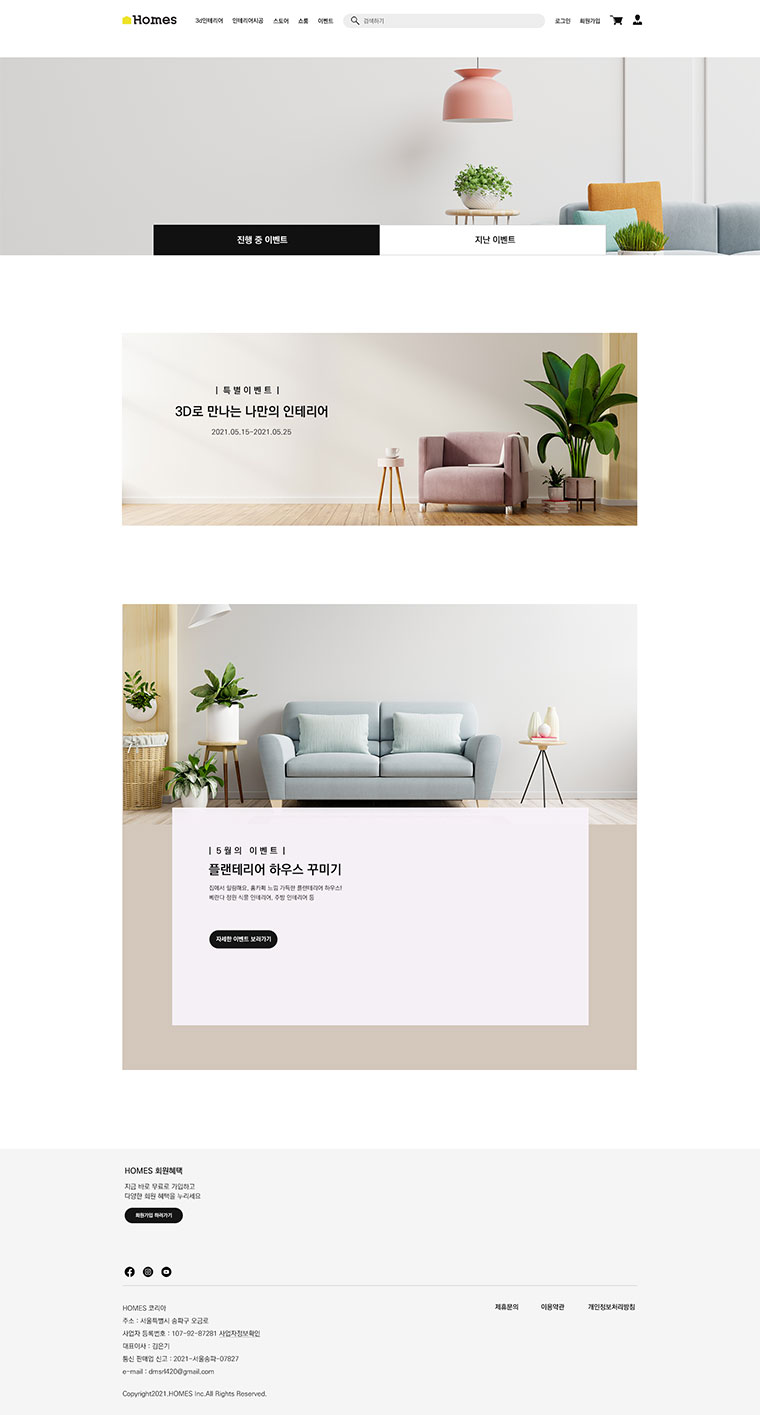 Homes
3d인테리어 인테리어시공 스토어 쇼룸 이벤트
검색하기
로그인 회원가입
진행 중 이벤트
지난 이벤트
| 특별이벤트 |
3D로 만나는 나만의 인테리어
2021.05.15-2021.05.25
| 5월의 이벤트 |
플랜테리어 하우스 꾸미기
집에서 힐링해요, 홈카페 느낌 가득한 플랜테리어 하우스!
베란다 정원 식물 인테리어, 주방 인테리어 등
자세한 이벤트 보러가기
HOMES 회원혜택
지금 바로 무료로 가입하고
다양한 회원 혜택을 누리세요
회원가입 하러가기
HOMES 코리아
제휴문의 이용약관 개인정보처리방침
주소 : 서울특별시 송파구 오금로
사업자 등록번호 : 107-92-87281 사업자정보확인
대표이사 : 김은기
통신 판매업 신고 : 2021-서울송파-07827
e-mail : dmsrl420@gmail.com
Copyright2021.HOMES Inc.All Rights Reserved.